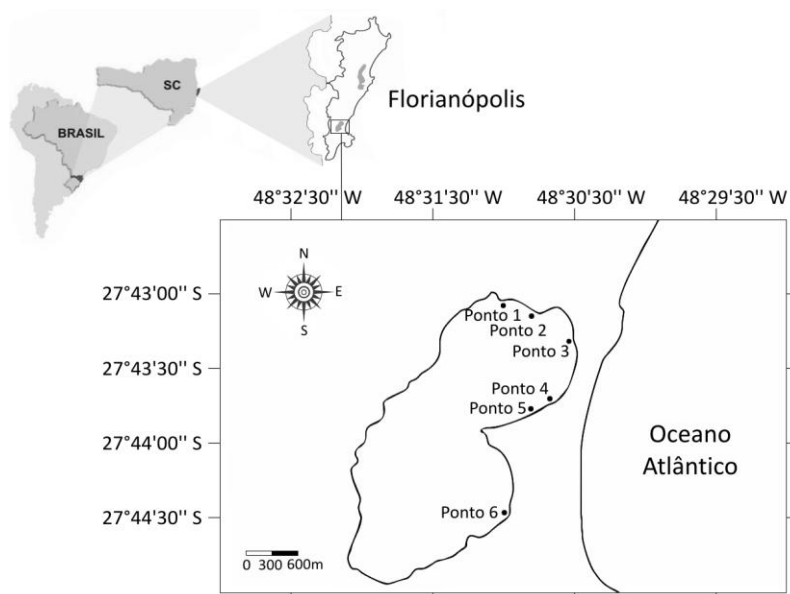 SC
BRASIL
Florianópolis
48°32'30'' W
48°31'30'' W
48°30'30'' W
48°29'30'' W
N
W
E
S
27°43'00'' S
27°43'30'' S
27°44'00'' S
27°44'30'' S
Ponto 1
Ponto 2
Ponto 3
Ponto 4
Ponto 5
Ponto 6
Oceano
Atlântico
0 300 600m